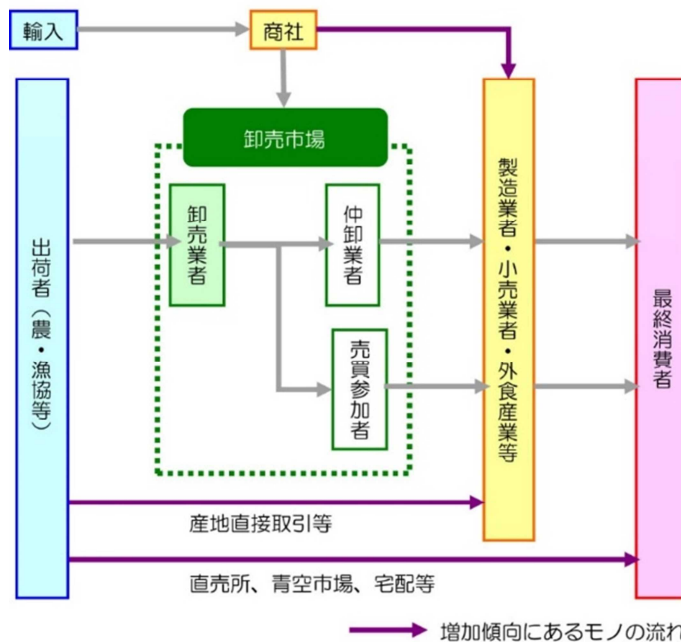 輸入
商社
卸売市場
出荷者（農・漁協等）
卸売業者
仲卸業者
売買参加者
製造業者・小売業者・外食産業等
最終消費者
産地直接取引等
直売所、青空市場、宅配等
増加傾向にあるモノの流れ